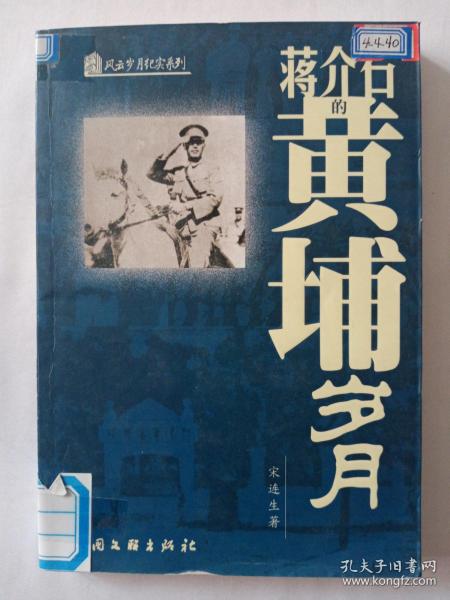 风云岁月纪实系列
4.4.40
蒋介石
的
黄埔
岁月
宋连生著
国文联出版社
孔夫子旧书网
www.kongfz.com